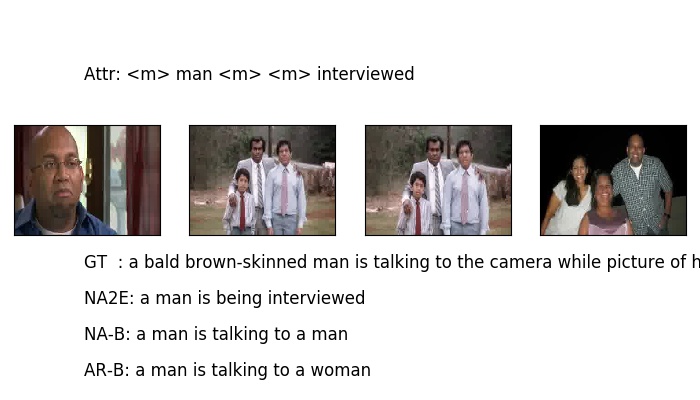 Attr: <m> man <m> <m> interviewed
GT : a bald brown-skinned man is talking to the camera while picture of h
NA2E: a man is being interviewed
NA-B: a man is talking to a man
AR-B: a man is talking to a woman